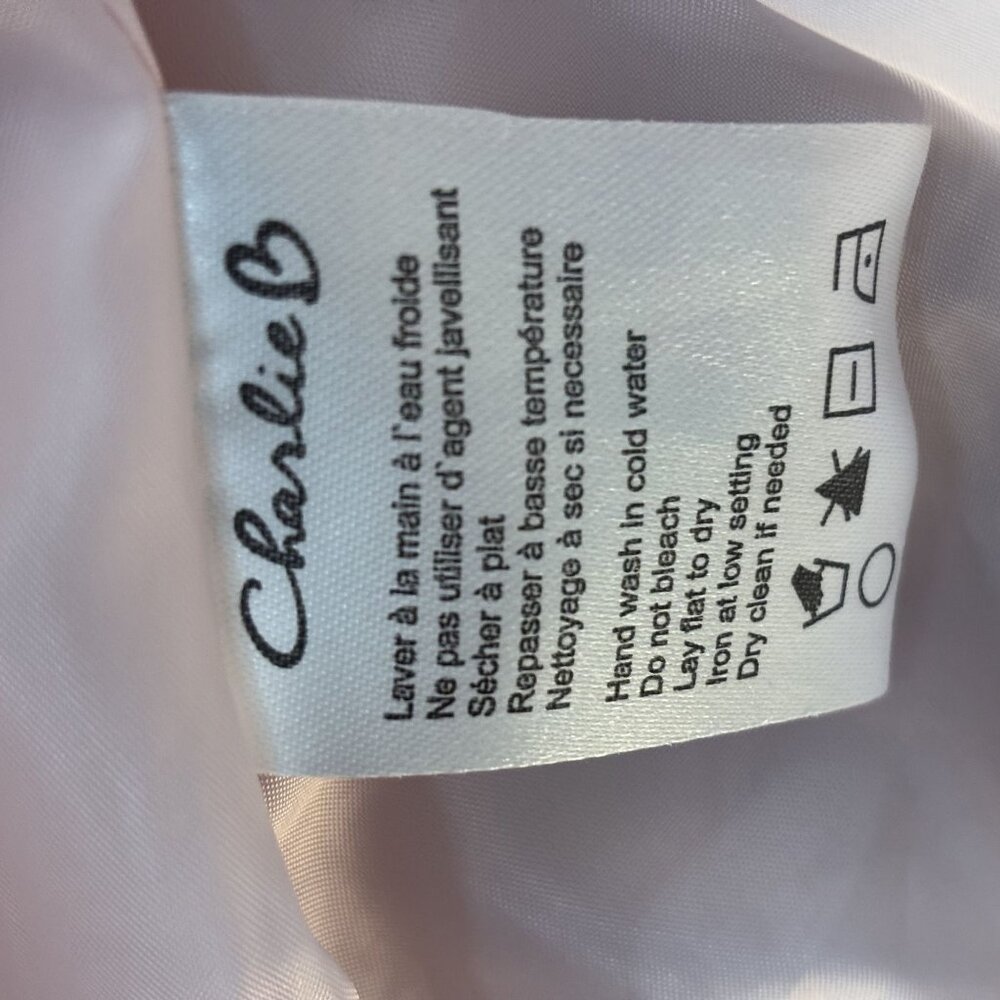 Charlie B
Laver à la main à l'eau froide
Ne pas utiliser d`agent javellisant
Sécher à plat
Repasser à basse température
Nettoyage à sec si necessaire
Hand wash in cold water
Do not bleach
Lay flat to dry
Iron at low setting
Dry clean if needed